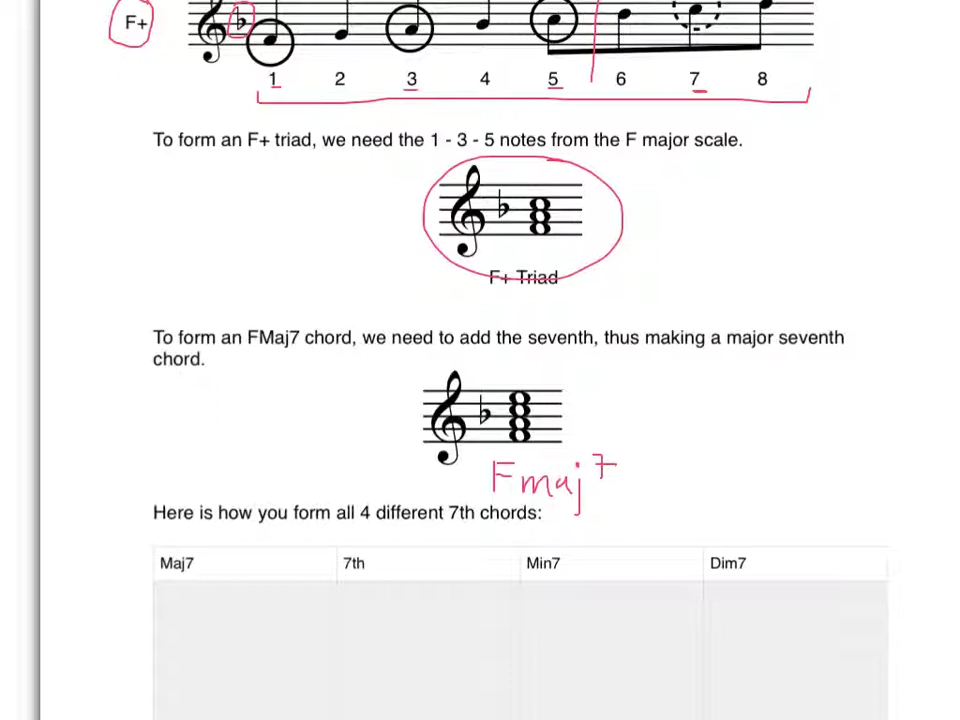 F+
1 2 3 4 5 6 7 8
To form an F+ triad, we need the 1 - 3 - 5 notes from the F major scale.
F+ Triad
To form an FMaj7 chord, we need to add the seventh, thus making a major seventh
chord.
Fmaj7
Here is how you form all 4 different 7th chords:
Maj7 7th Min7 Dim7